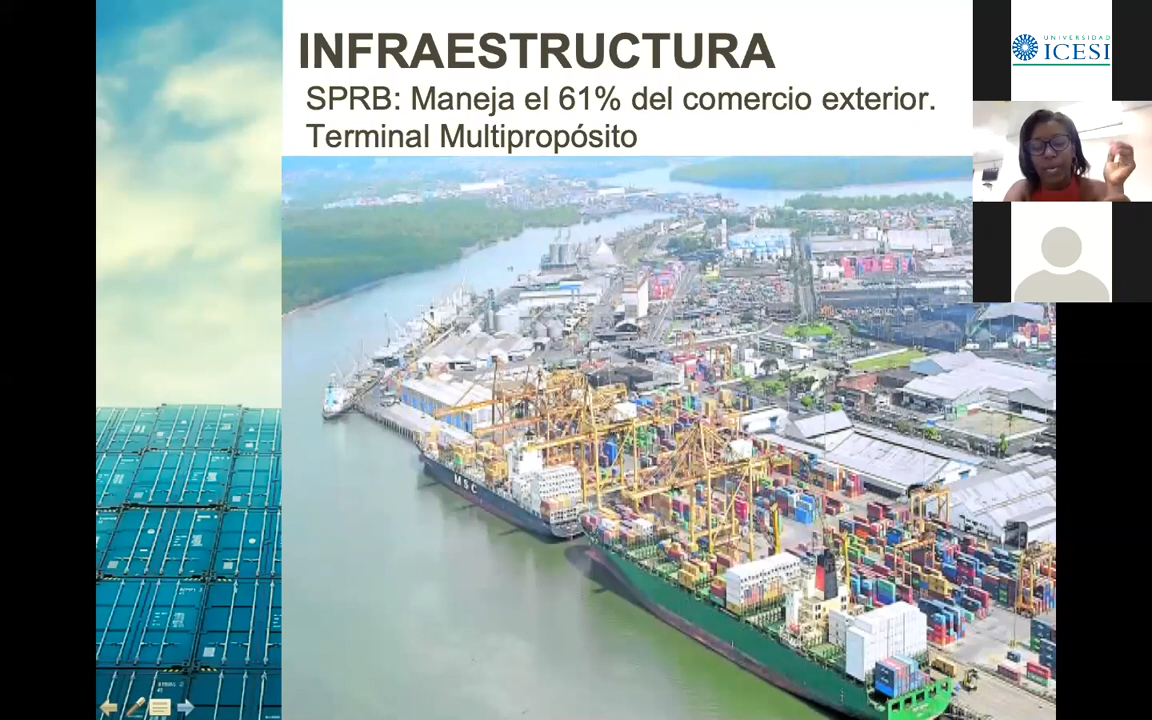 INFRAESTRUCTURA
SPRB: Maneja el 61% del comercio exterior.
Terminal Multipropósito
UNIVERSIDAD
ICESI
MSC